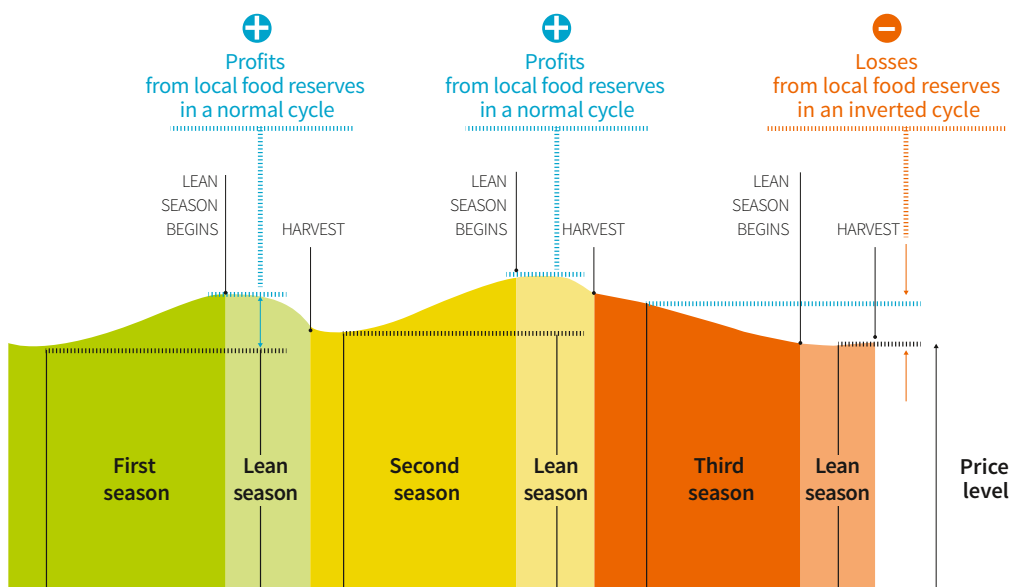 Profits
from local food reserves
in a normal cycle
Profits
from local food reserves
in a normal cycle
Losses
from local food reserves
in an inverted cycle
LEAN
SEASON
BEGINS
HARVEST
LEAN
SEASON
BEGINS
HARVEST
LEAN
SEASON
BEGINS
HARVEST
First
season
Lean
season
Second
season
Lean
season
Third
season
Lean
season
Price
level